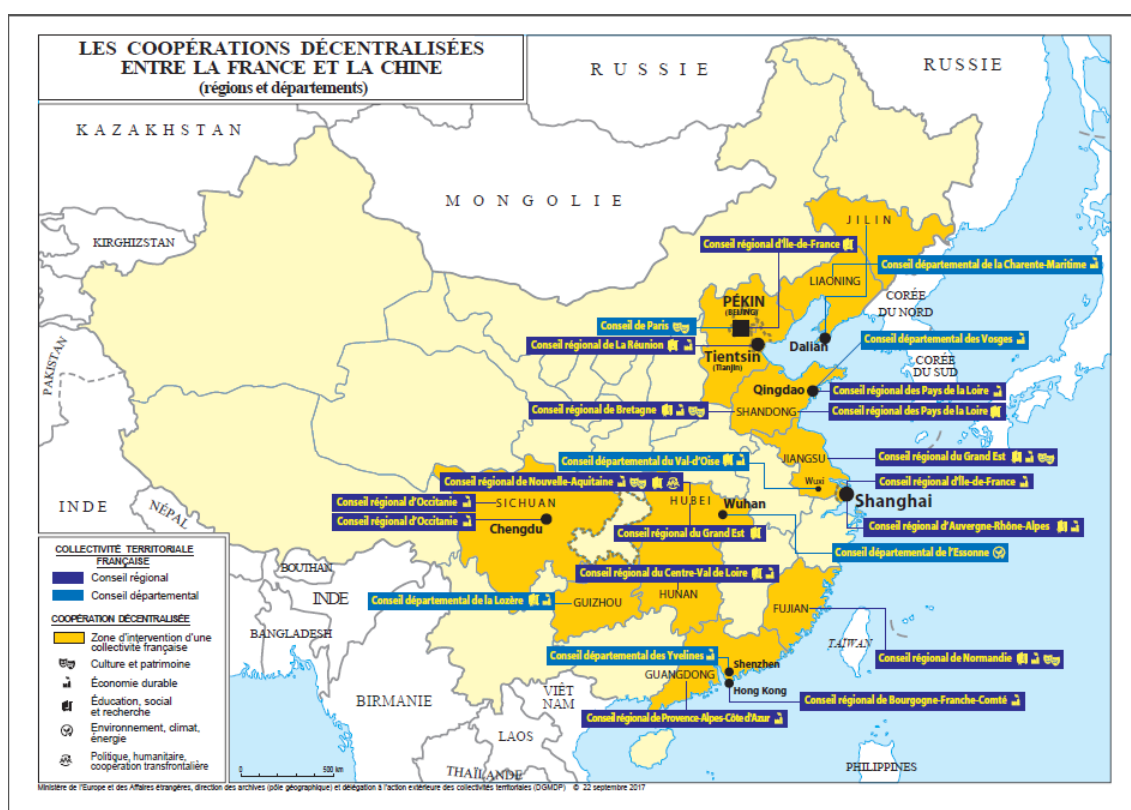 LES COOPÉRATIONS DÉCENTRALISÉES
ENTRE LA FRANCE ET LA CHINE
(régions et départements)
RUSSIE
RUSSIE
KAZAKHSTAN
MONGOLIE
KIRGHIZSTAN
JILIN
Conseil régional d'Île-de-France
Conseil départemental de la Charente-Maritime
LIAONING
CORÉE
DU NORD
PÉKIN
(BEIJING)
Conseil de Paris
Conseil départemental des Vosges
Conseil régional de La Réunion
Tientsin
(Tianjin)
Dalian
CORÉE
DU SUD
PAKISTAN
Qingdao
Conseil régional des Pays de la Loire
Conseil régional de Bretagne
SHANDONG
Conseil régional des Pays de la Loire
JIANGSU
Conseil régional du Grand Est
Conseil départemental du Val-d'Oise
Wuxi
Conseil régional d'Île-de-France
Conseil régional de Nouvelle-Aquitaine
Shanghai
INDE
NÉPAL
Conseil régional d'Occitanie
SICHUAN
HUBEI
Wuhan
Conseil régional d'Occitanie
Chengdu
Conseil régional du Grand Est
Conseil régional d'Auvergne-Rhône-Alpes
Conseil départemental de l'Essonne
Conseil régional du Centre-Val de Loire
HUNAN
Conseil départemental de la Lozère
GUIZHOU
FUJIAN
TAIWAN
Conseil régional de Normandie
Conseil départemental des Yvelines
Shenzhen
GUANGDONG
Hong Kong
Conseil régional de Bourgogne-Franche-Comté
Conseil régional de Provence-Alpes-Côte d'Azur
BOUTHAN
INDE
BANGLADESH
BIRMANIE
VIÊT
NAM
LAOS
THAÏLANDE
PHILIPPINES
COLLECTIVITÉ TERRITORIALE
FRANÇAISE
Conseil régional
Conseil départemental
COOPÉRATION DÉCENTRALISÉE
Zone d'intervention d'une
collectivité française
Culture et patrimoine
Économie durable
Éducation, social
et recherche
Environnement, climat,
énergie
Politique, humanitaire,
coopération transfrontalière
0
500 km
Ministère de l'Europe et des Affaires étrangères, direction des archives (pôle géographique) et délégation à l'action extérieure des collectivités territoriales (DGMDP) © 22 septembre 2017